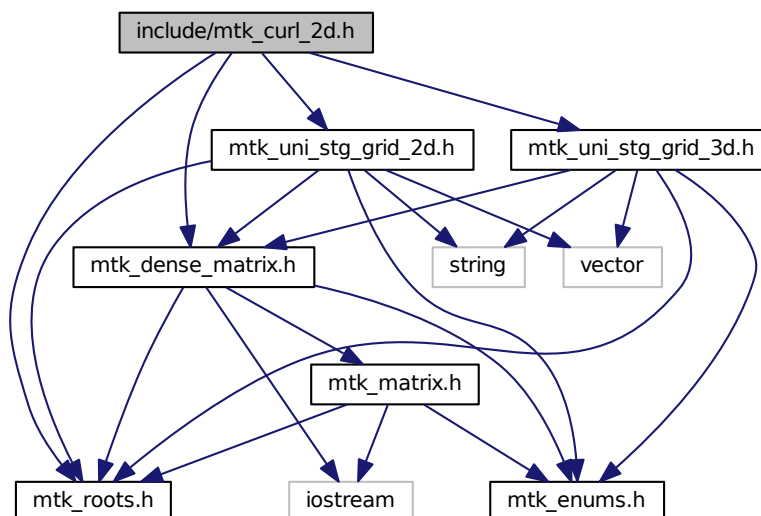 include/mtk_curl_2d.h
mtk_uni_stg_grid_2d.h
mtk_uni_stg_grid_3d.h
mtk_dense_matrix.h
string
vector
mtk_matrix.h
mtk_roots.h
iostream
mtk_enums.h